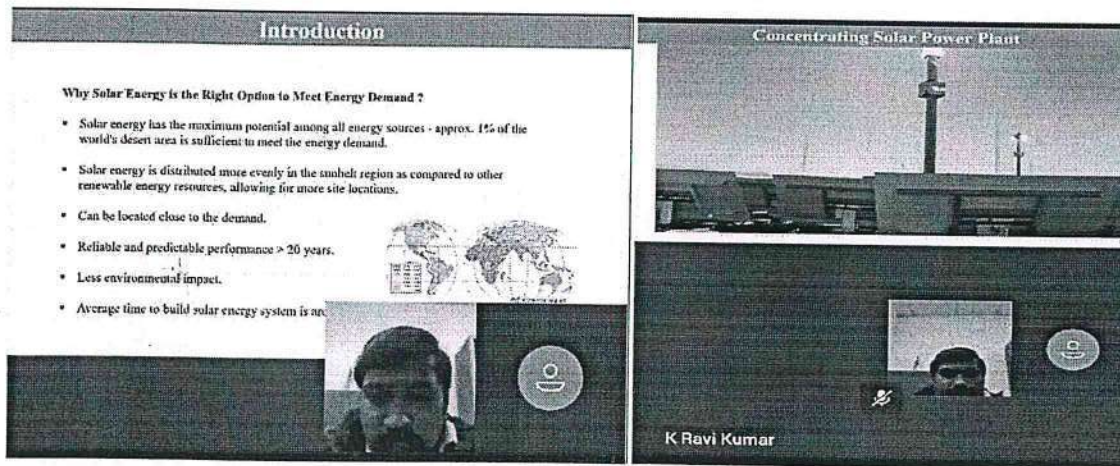 Introduction
Why Solar Energy is the Right Option to Meet Energy Demand ?
• Solar energy has the maximum potential among all energy sources - approx. 1% of the
world's desert area is sufficient to meet the energy demand.
• Solar energy is distributed more evenly in the sunbelt region as compared to other
renewable energy resources, allowing for more site locations.
• Can be located close to the demand.
• Reliable and predictable performance > 20 years.
• Less environmental impact.
• Average time to build solar energy system is
Concentrating Solar Power Plant
K Ravi Kumar